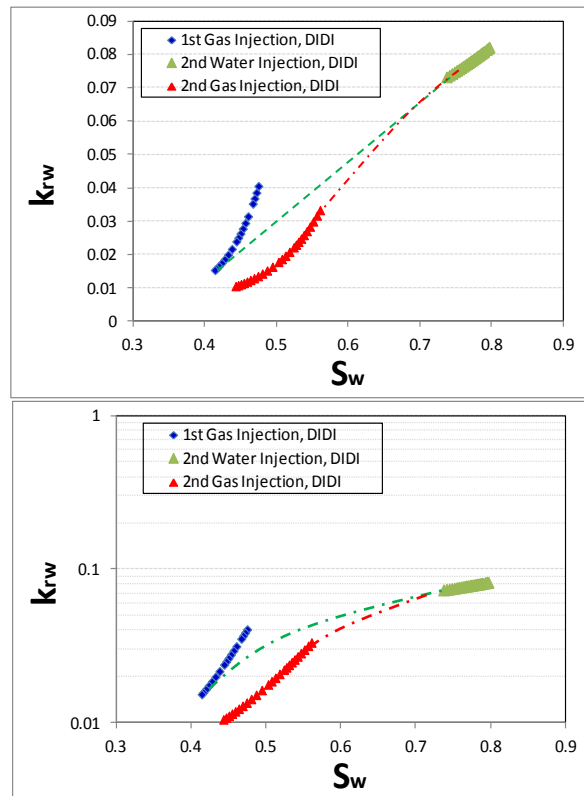 0.09
0.08
0.07
0.06
0.05
0.04
0.03
0.02
0.01
0
krw
1st Gas Injection, DIDI
2nd Water Injection, DIDI
2nd Gas Injection, DIDI
0.3 0.4 0.5 0.6 0.7 0.8 0.9
Sw
1
0.1
0.01
krw
1st Gas Injection, DIDI
2nd Water Injection, DIDI
2nd Gas Injection, DIDI
0.3 0.4 0.5 0.6 0.7 0.8 0.9
Sw